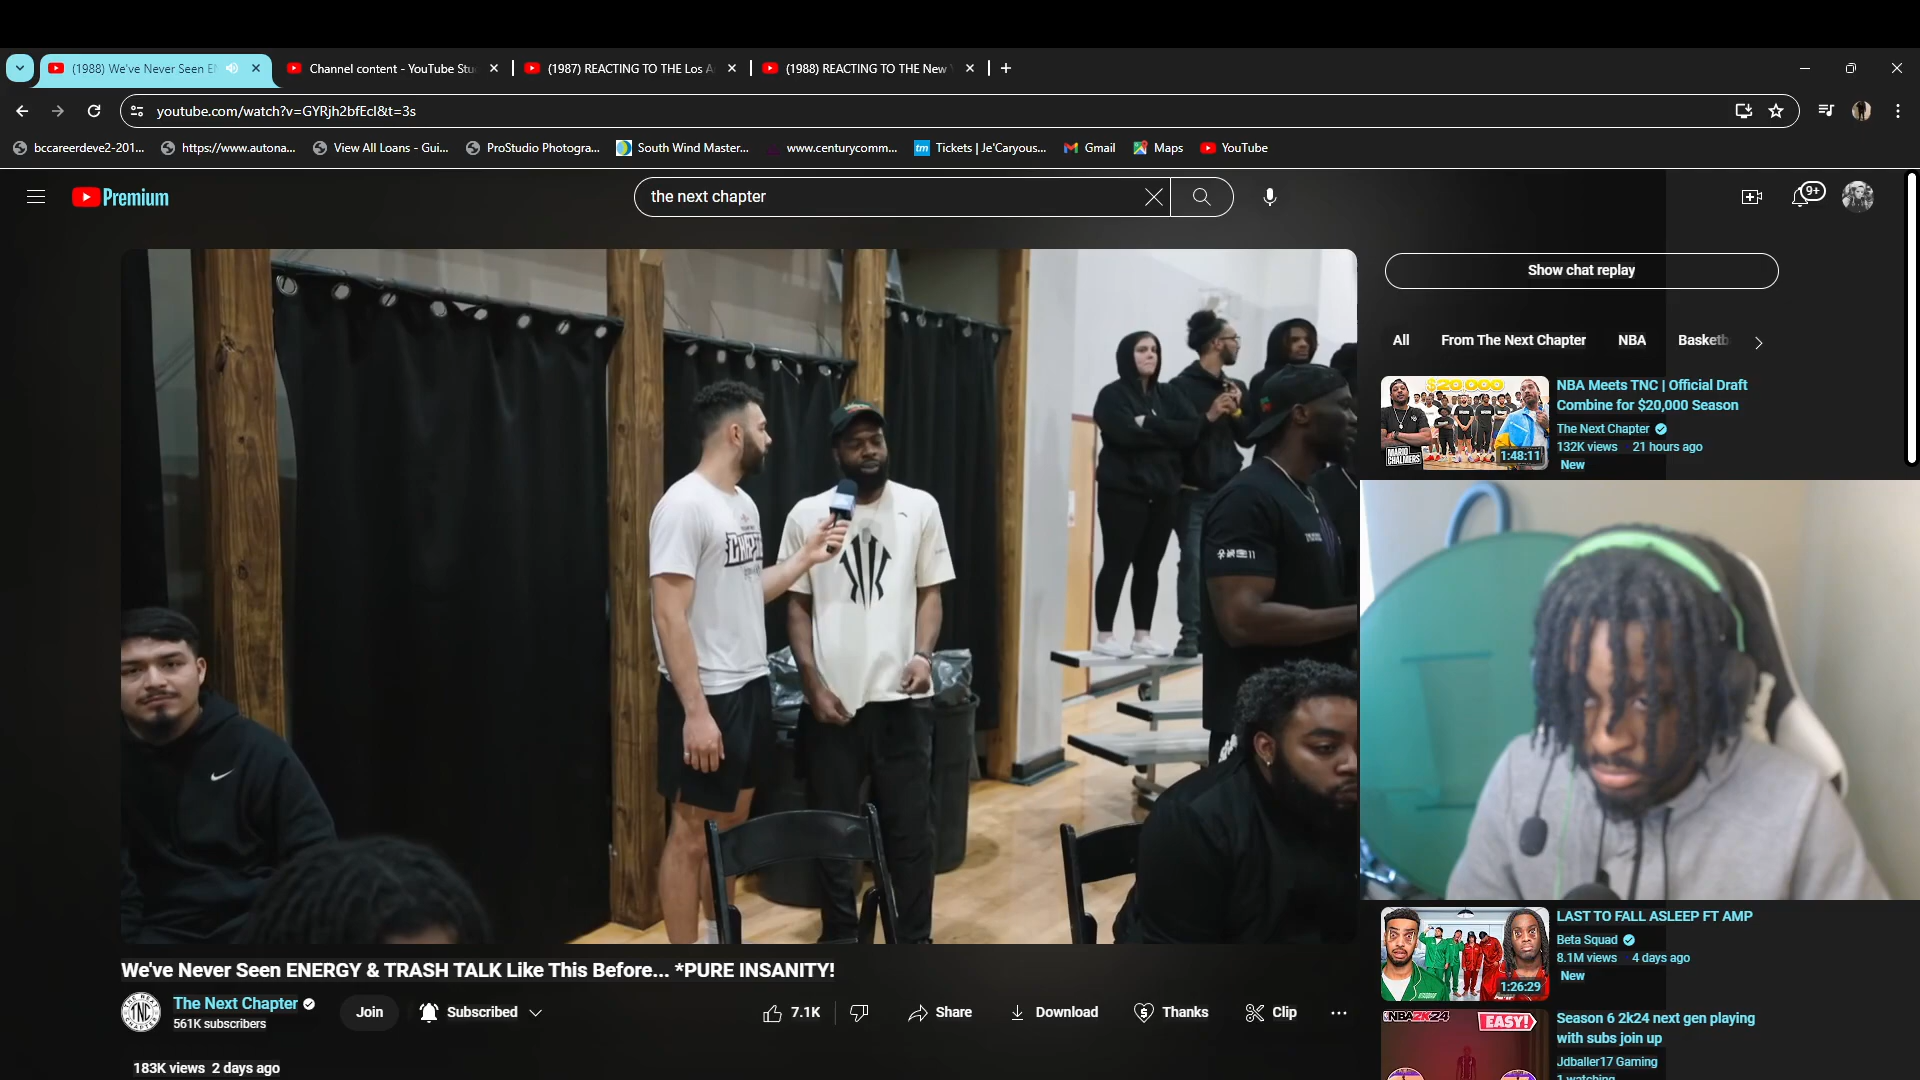 (1988) We've Never Seen E
Channel content - YouTube Stu
(1987) REACTING TO THE Los A
(1988) REACTING TO THE New
youtube.com/watch?v=GYRjh2bfEcI&t=3s
bccareerdeve2-201...
https://www.autona...
View All Loans - Gui...
ProStudio Photogra...
South Wind Master...
www.centurycomm...
tm
Tickets | Je'Caryous...
Gmail
Maps
YouTube
Premium
the next chapter
9+
Show chat replay
All
From The Next Chapter
NBA
Basketb
$20,000
MARIO
CHALMERS
1:48:11
NBA Meets TNC | Official Draft
Combine for $20,000 Season
The Next Chapter
132K views 21 hours ago
New
1:26:29
LAST TO FALL ASLEEP FT AMP
Beta Squad
8.1M views 4 days ago
New
NBA2K24
EASY!
Season 6 2k24 next gen playing
with subs join up
Jdballer17 Gaming
1 watching
We've Never Seen ENERGY & TRASH TALK Like This Before... *PURE INSANITY!
TNC
The Next Chapter
561K subscribers
Join
Subscribed
7.1K
Share
Download
Thanks
Clip
183K views 2 days ago